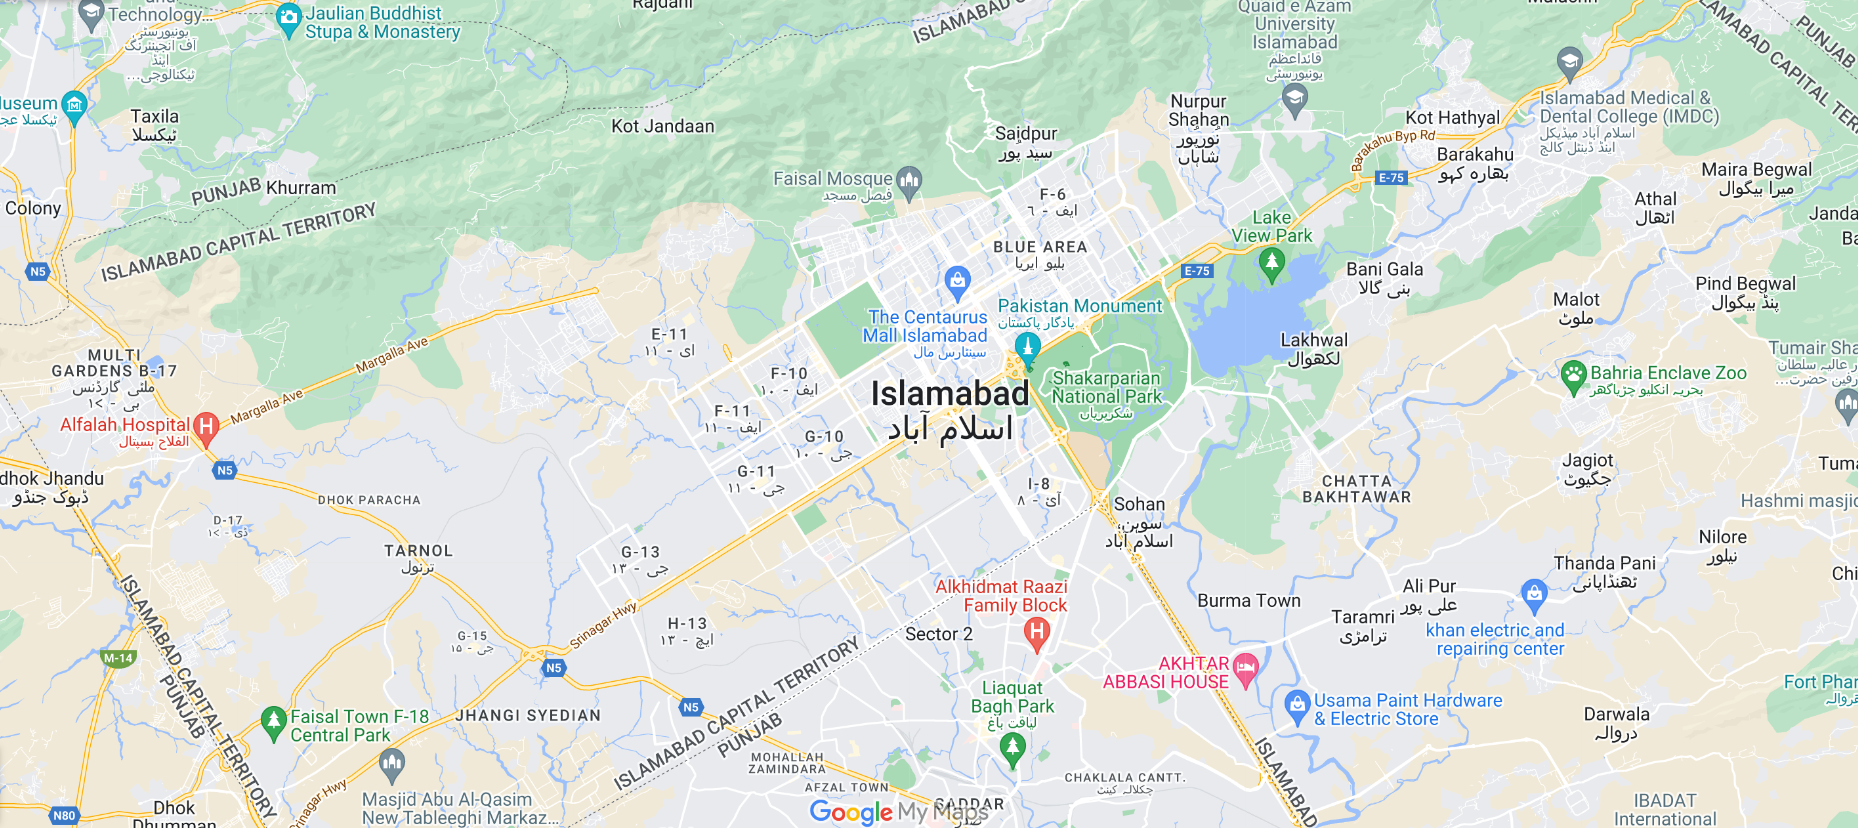 Technology...
یونیورسٹی
آف انجینئرنگ
اینڈ
ٹیکنالوجی...
Jaulian Buddhist
Stupa & Monastery
Rajdani
ISLAMABAD CA
Quaid e Azam
University
Islamabad
قائداعظم
یونیورسٹی
PUNJAB
ISLAMABAD CAPITAL TER
Museum
ٹیکسلا عجا
Taxila
ٹیکسلا
Kot Jandaan
Saidpur
سید پُور
Nurpur
Shahan
نُورپُور
شاہاں
Kot Hathyal
Barakahu Byp Rd
Islamabad Medical &
Dental College (IMDC)
اسلام آباد میڈیکل
اینڈ ڈینٹل کالج
Barakahu
بھارہ کہو
E-75
Maira Begwal
میرا بیگوال
Colony
PUNJAB
Khurram
ISLAMABAD CAPITAL TERRITORY
Faisal Mosque
فیصل مسجد
F-6
ایف - ٦
Athal
اٹھال
Janda
Lake
View Park
BLUE AREA
بلیو ایریا
N5
E-75
Bani Gala
بنی گالا
Pind Begwal
پنڈ بیگوال
Malot
ملوٹ
The Centaurus
Mall Islamabad
سینٹارس مال
Pakistan Monument
یادگار پاکستان
E-11
ای - ١١
Lakhwal
لکھوال
Tumair Sha
MULTI
GARDENS B-17
ملٹی گارڈنس
بی - ١٧
Margalla Ave
F-10
ایف - ١٠
Islamabad
اسلام آباد
Shakarparian
National Park
شکرپڑیاں
Bahria Enclave Zoo
بحریہ انکلیو چڑیاگھر
Margalla Ave
Alfalah Hospital
الفلاح ہسپتال
F-11
ایف - ١١
G-10
جی - ١٠
N5
G-11
جی - ١١
I-8
آئ - ٨
CHATTA
BAKHTAWAR
Jagiot
جگیوٹ
Tuma
Hashmi masjid
dhok Jhandu
ڈہوک جنڈو
DHOK PARACHA
D-17
ڈی - ١٧
Sohan
سوہن،
اسلام آباد
TARNOL
ترنول
G-13
جی - ١٣
Nilore
نیلور
Thanda Pani
ٹھنڈاپانی
Chi
ISLAMABAD CAPITAL TERRITORY
PUNJAB
Alkhidmat Raazi
Family Block
Burma Town
Ali Pur
علی پور
Taramri
ترامڑی
khan electric and
repairing center
Srinagar Hwy
H-13
ایچ - ١٣
G-15
جی - ١٥
Sector 2
M-14
N5
AKHTAR
ABBASI HOUSE
ISLAMABAD CAPITAL TERRITORY
PUNJAB
Liaquat
Bagh Park
لیاقت باغ
Usama Paint Hardware
& Electric Store
Fort Phar
Darwala
دروالہ
N5
Faisal Town F-18
Central Park
JHANGI SYEDIAN
MOHALLAH
ZAMINDARA
AFZAL TOWN
CHAKLALA CANTT.
چکلالہ کینٹ
ISLAMABAD
Srinagar Hwy
Masjid Abu Al-Qasim
New Tableeghi Markaz...
N80
Dhok
Dhumman
SADDAR
صدر
Google My Maps
IBADAT
International